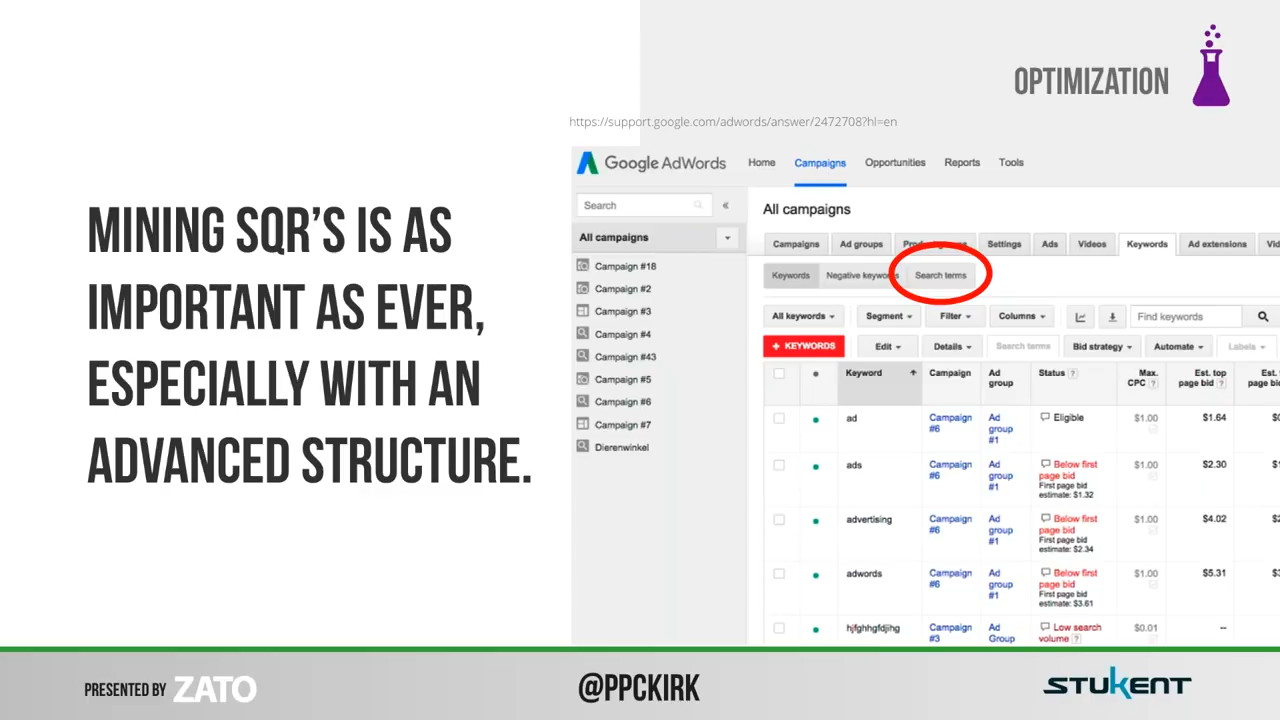 OPTIMIZATION
https://support.google.com/adwords/answer/2472708?hl=en
MINING SQR'S IS AS
IMPORTANT AS EVER,
ESPECIALLY WITH AN
ADVANCED STRUCTURE.
Google AdWords Home Campaigns Opportunities Reports Tools
Search «
All campaigns
Campaign #18
Campaign #2
Campaign #3
Campaign #4
Campaign #43
Campaign #5
Campaign #6
Campaign #7
Dierenwinkel
All campaigns
Campaigns Ad groups Settings Ads Videos Keywords Ad extensions
Keywords Negative keywords Search terms
All keywords Segment Filter Columns Find keywords
+ KEYWORDS Edit Details Search terms Bid strategy Automate Labels
Keyword Campaign Ad group Status ? Max. CPC ? Est. top page bid ? Est.
ad Campaign #6 Ad group #1 Eligible $1.00 $1.64
ads Campaign #6 Ad group #1 Below first page bid First page bid estimate: $1.32 $1.00 $2.30
advertising Campaign #6 Ad group #1 Below first page bid First page bid estimate: $2.34 $1.00 $4.02
adwords Campaign #6 Ad group #1 Below first page bid First page bid estimate: $3.61 $1.00 $5.31
hjfghhgfdjihg Campaign #3 Ad Group Low search volume ? $0.01 --
PRESENTED BY ZATO
@PPCKIRK
STUKENT